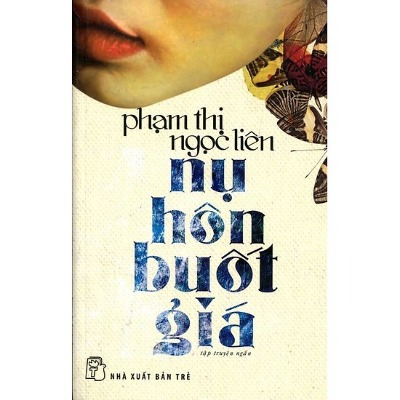 phạm thị
ngọc liên
nụ
hôn
buốt
giá
tập truyện ngắn
NHÀ XUẤT BẢN TRẺ